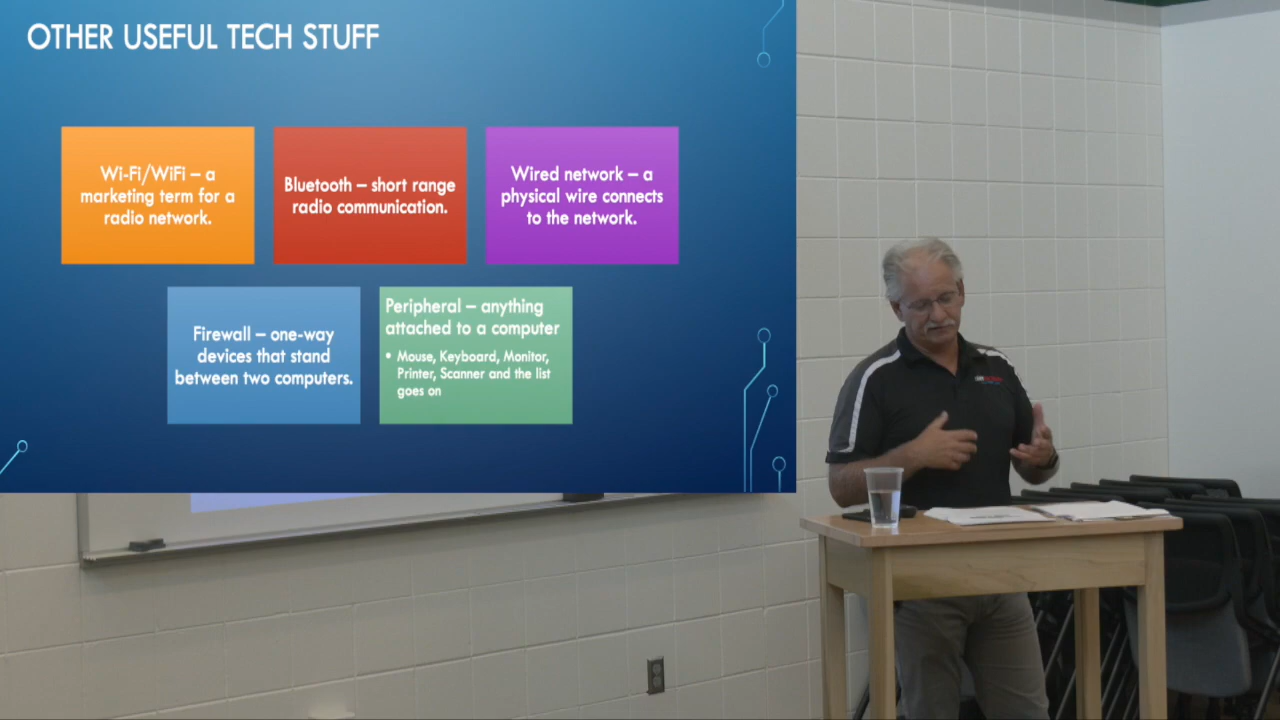 OTHER USEFUL TECH STUFF
Wi-Fi/WiFi – a
marketing term for a
radio network.
Bluetooth – short range
radio communication.
Wired network – a
physical wire connects
to the network.
Firewall – one-way
devices that stand
between two computers.
Peripheral – anything
attached to a computer
• Mouse, Keyboard, Monitor,
Printer, Scanner and the list
goes on